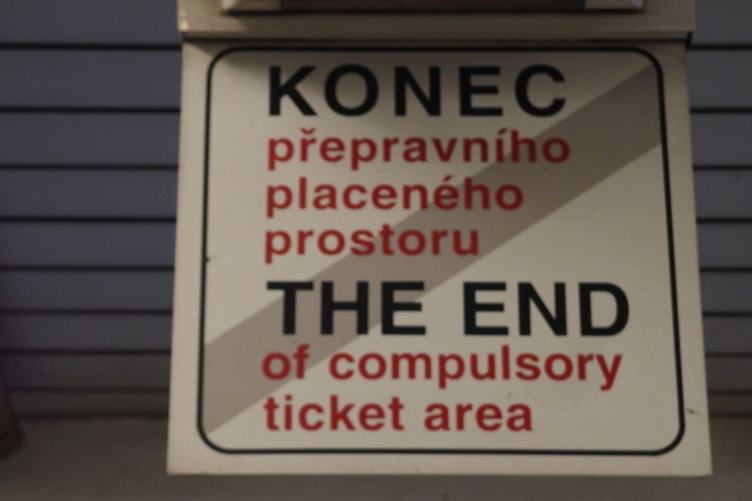 KONEC
přepravního
placeného
prostoru
THE END
of compulsory
ticket area